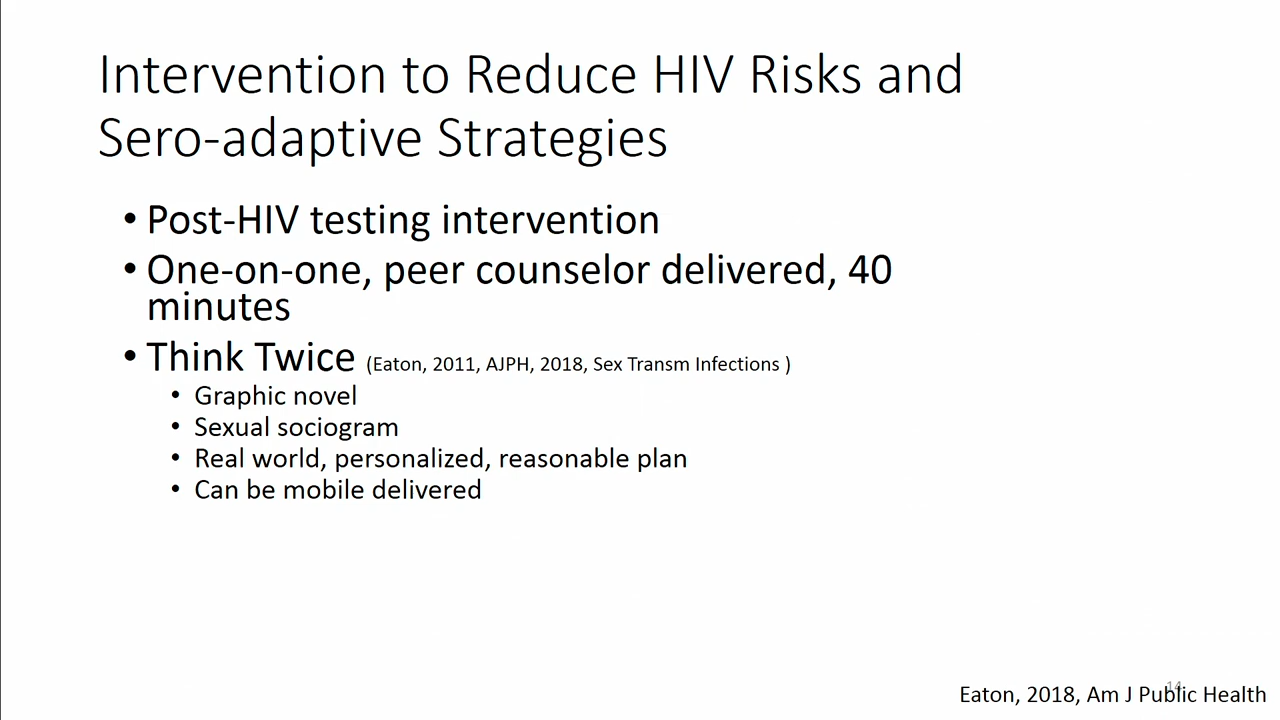 Intervention to Reduce HIV Risks and
Sero-adaptive Strategies
• Post-HIV testing intervention
• One-on-one, peer counselor delivered, 40
minutes
• Think Twice (Eaton, 2011, AJPH, 2018, Sex Transm Infections )
• Graphic novel
• Sexual sociogram
• Real world, personalized, reasonable plan
• Can be mobile delivered
14
Eaton, 2018, Am J Public Health